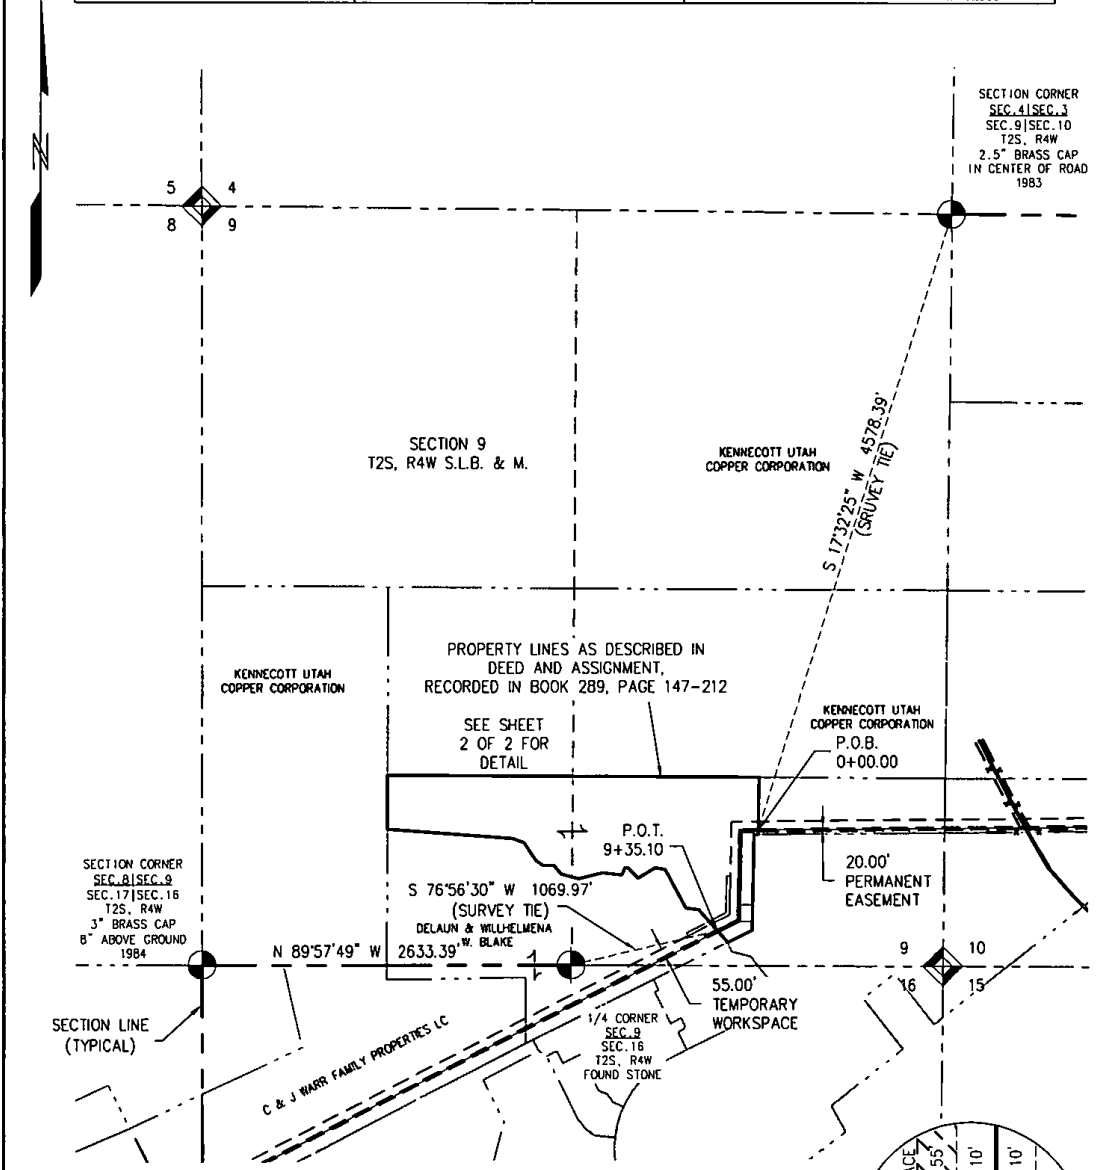 SECTION CORNER
SEC.4|SEC.3
SEC.9|SEC.10
T2S, R4W
2.5" BRASS CAP
IN CENTER OF ROAD
1983
N
5 4
8 9
SECTION 9
T2S, R4W S.L.B. & M.
KENNECOTT UTAH
COPPER CORPORATION
S 17°32'25" W 4578.39'
(SRUVEY TIE)
PROPERTY LINES AS DESCRIBED IN
DEED AND ASSIGNMENT,
RECORDED IN BOOK 289, PAGE 147-212
KENNECOTT UTAH
COPPER CORPORATION
SEE SHEET
2 OF 2 FOR
DETAIL
KENNECOTT UTAH
COPPER CORPORATION
P.O.B.
0+00.00
P.O.T.
9+35.10
20.00'
PERMANENT
EASEMENT
SECTION CORNER
SEC.8|SEC.9
SEC.17|SEC.16
T2S, R4W
3" BRASS CAP
8" ABOVE GROUND
1984
S 76°56'30" W 1069.97'
(SURVEY TIE)
DELAUN & WILLHELMENA
W. BLAKE
N 89°57'49" W 2633.39'
9 10
16 15
55.00'
TEMPORARY
WORKSPACE
SECTION LINE
(TYPICAL)
1/4 CORNER
SEC.9
SEC.16
T2S, R4W
FOUND STONE
C & J WARR FAMILY PROPERTIES LC
55'
10'
10'